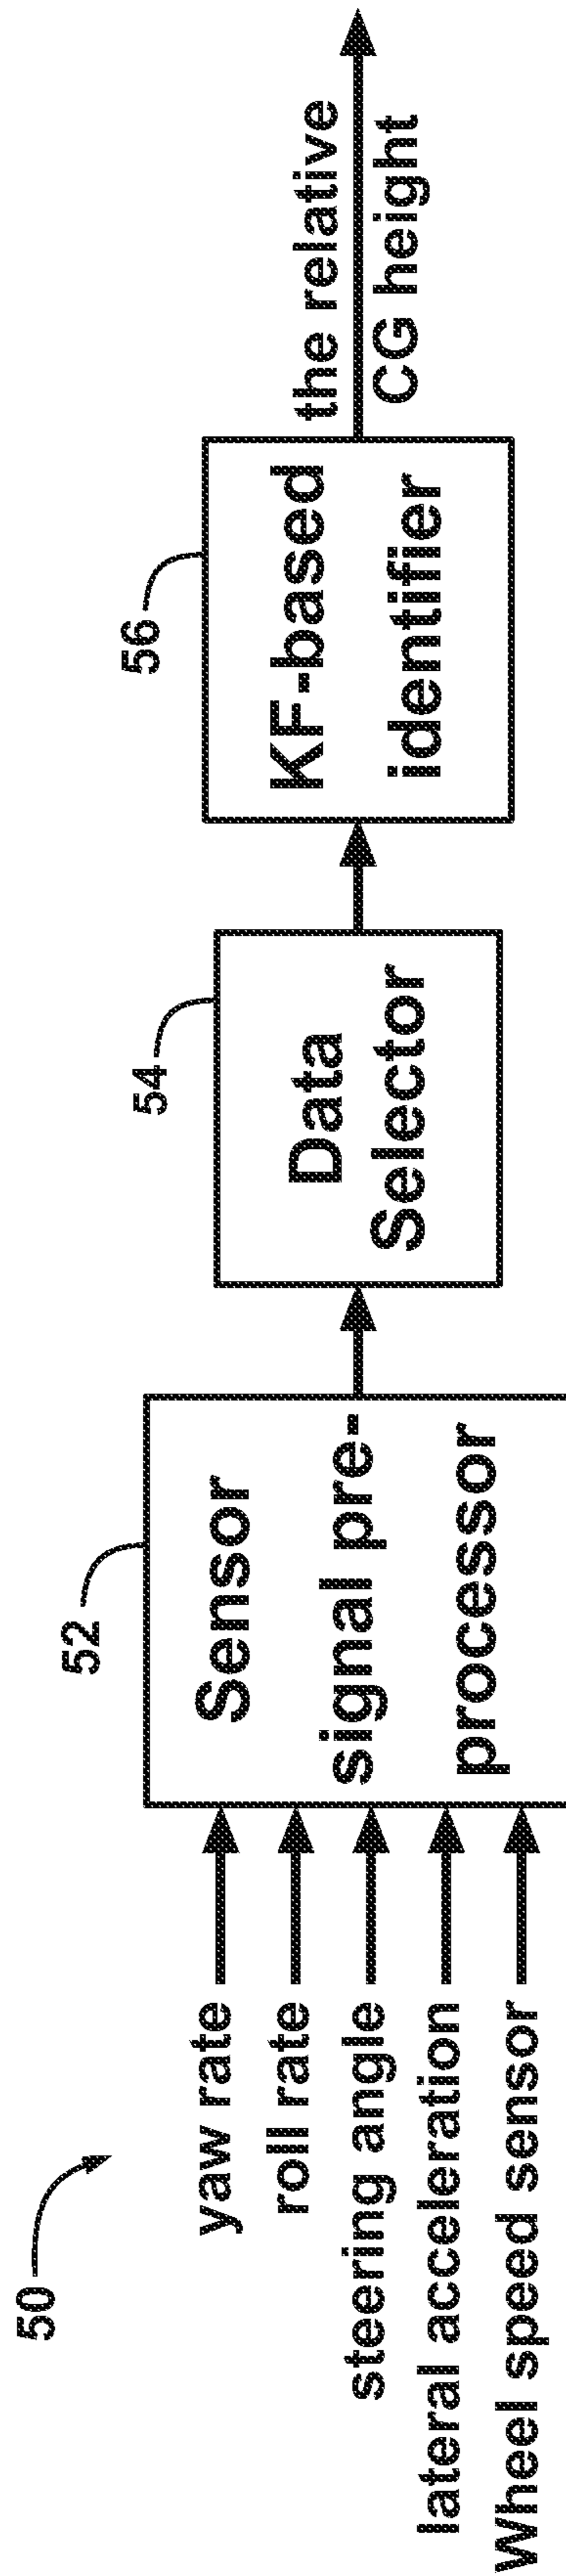 50
yaw rate
roll rate
steering angle
lateral acceleration
Wheel speed sensor
52
Sensor
signal pre-
processor
54
Data
Selector
56
KF-based
identifier
the relative
CG height